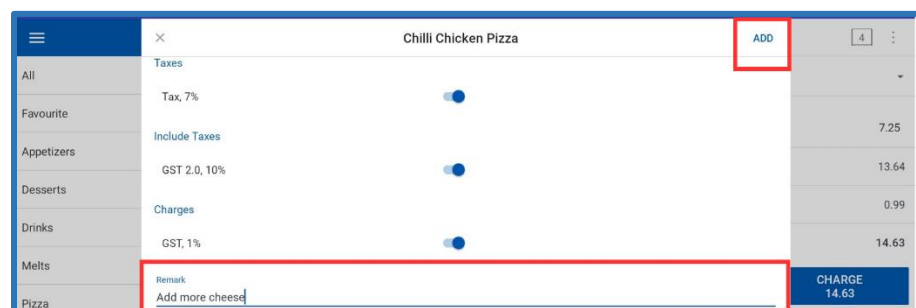 Chilli Chicken Pizza
ADD
4
All
Favourite
Appetizers
Desserts
Drinks
Melts
Pizza
Taxes
Tax, 7%
Include Taxes
GST 2.0, 10%
Charges
GST, 1%
Remark
Add more cheese
7.25
13.64
0.99
14.63
CHARGE
14.63